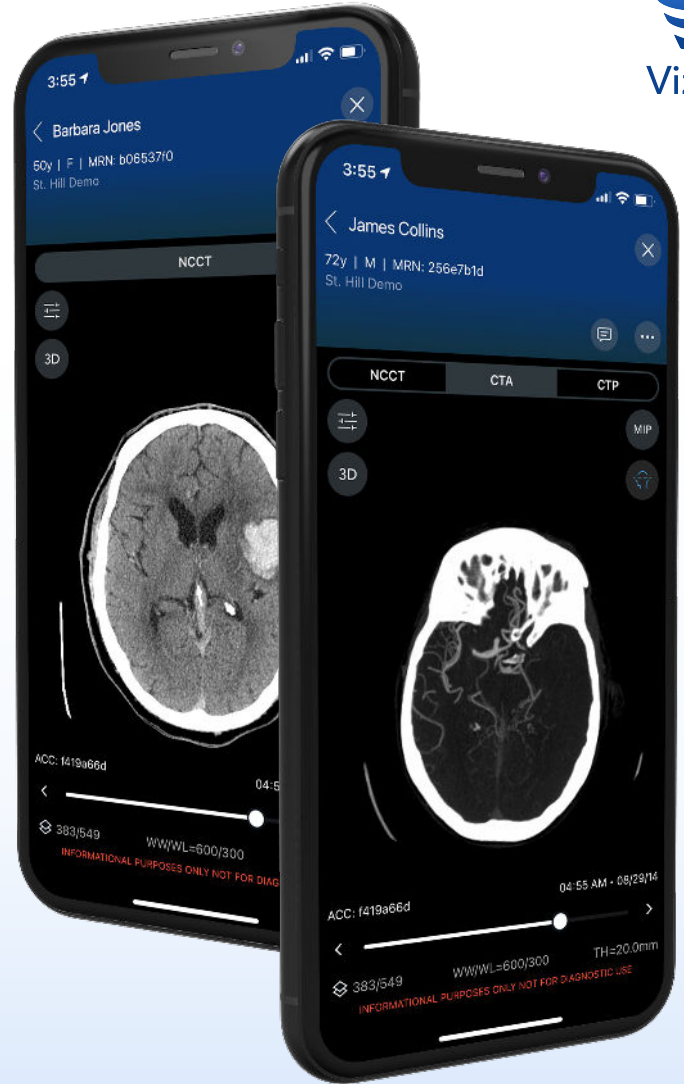 Viz
3:55
Barbara Jones
60y | F | MRN: b06537f0
St. Hill Demo
NCCT
3D
ACC: f419a66d
04:5
383/549
WW/WL=600/300
INFORMATIONAL PURPOSES ONLY NOT FOR DIAG
3:55
James Collins
72y | M | MRN: 256e7b1d
St. Hill Demo
NCCT CTA CTP
MIP
3D
04:55 AM - 08/29/14
ACC: f419a66d
383/549 WW/WL=600/300 TH=20.0mm
INFORMATIONAL PURPOSES ONLY NOT FOR DIAGNOSTIC USE